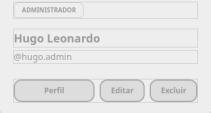 ADMINISTRADOR
Hugo Leonardo
@hugo.admin
Perfil Editar Excluir